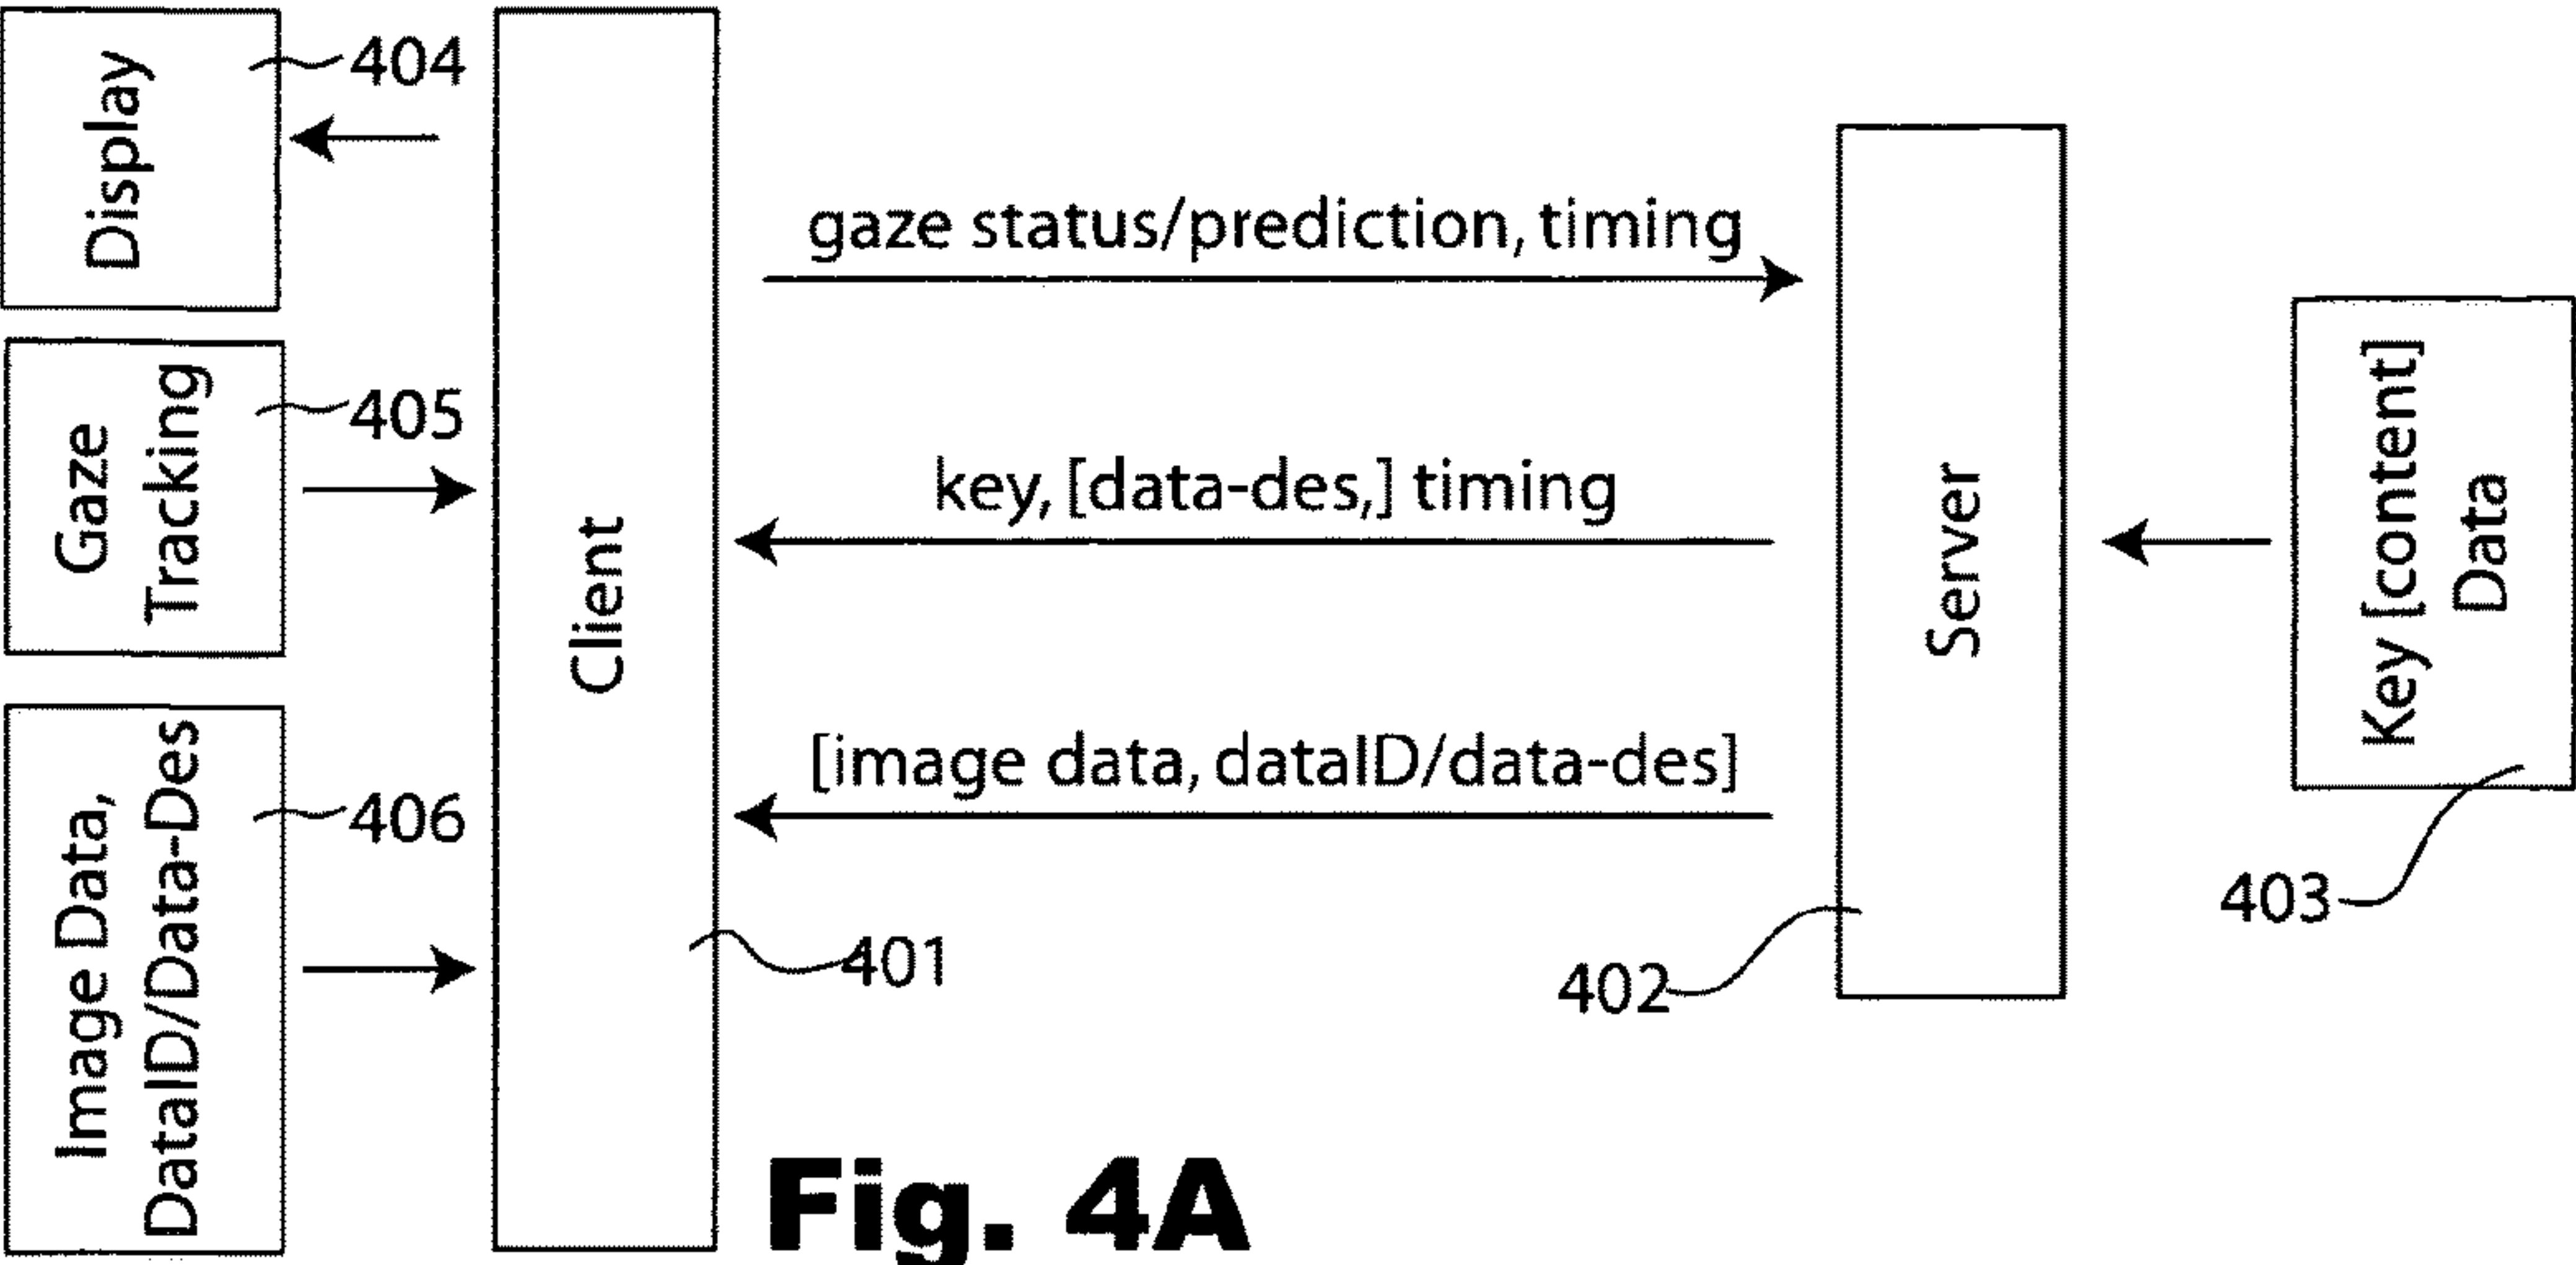 Display
404
Gaze
Tracking
405
Image Data,
DataID/Data-Des
406
Client
401
gaze status/prediction, timing
key, [data-des,] timing
[image data, dataID/data-des]
Server
402
Key [content]
Data
403
Fig. 4A